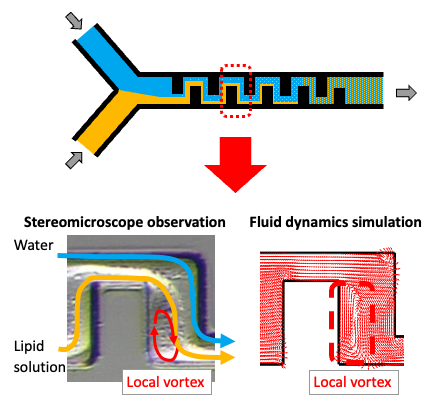 Stereomicroscope observation
Fluid dynamics simulation
Water
Lipid
solution
Local vortex
Local vortex